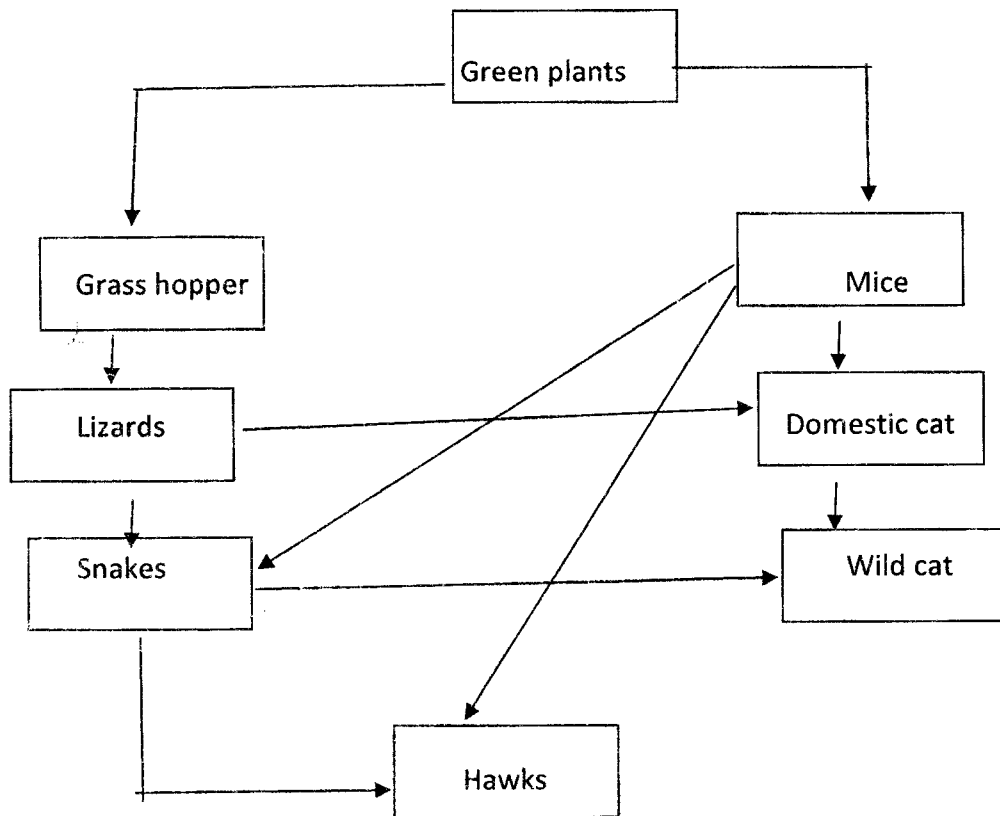 Green plants
Grass hopper
Mice
Lizards
Domestic cat
Snakes
Wild cat
Hawks